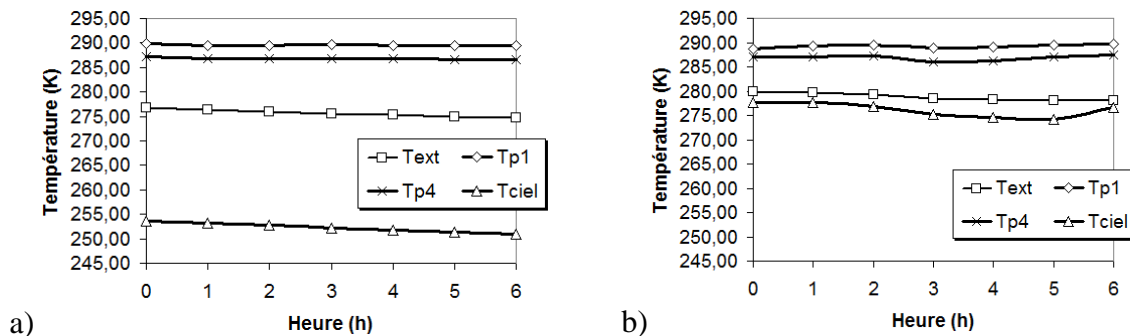 295,00
290,00
285,00
280,00
275,00
270,00
265,00
260,00
255,00
250,00
245,00
Température (K)
Text Tp1
Tp4 Tciel
0 1 2 3 4 5 6
Heure (h)
a)
295,00
290,00
285,00
280,00
275,00
270,00
265,00
260,00
255,00
250,00
245,00
Température (K)
Text Tp1
Tp4 Tciel
0 1 2 3 4 5 6
Heure (h)
b)